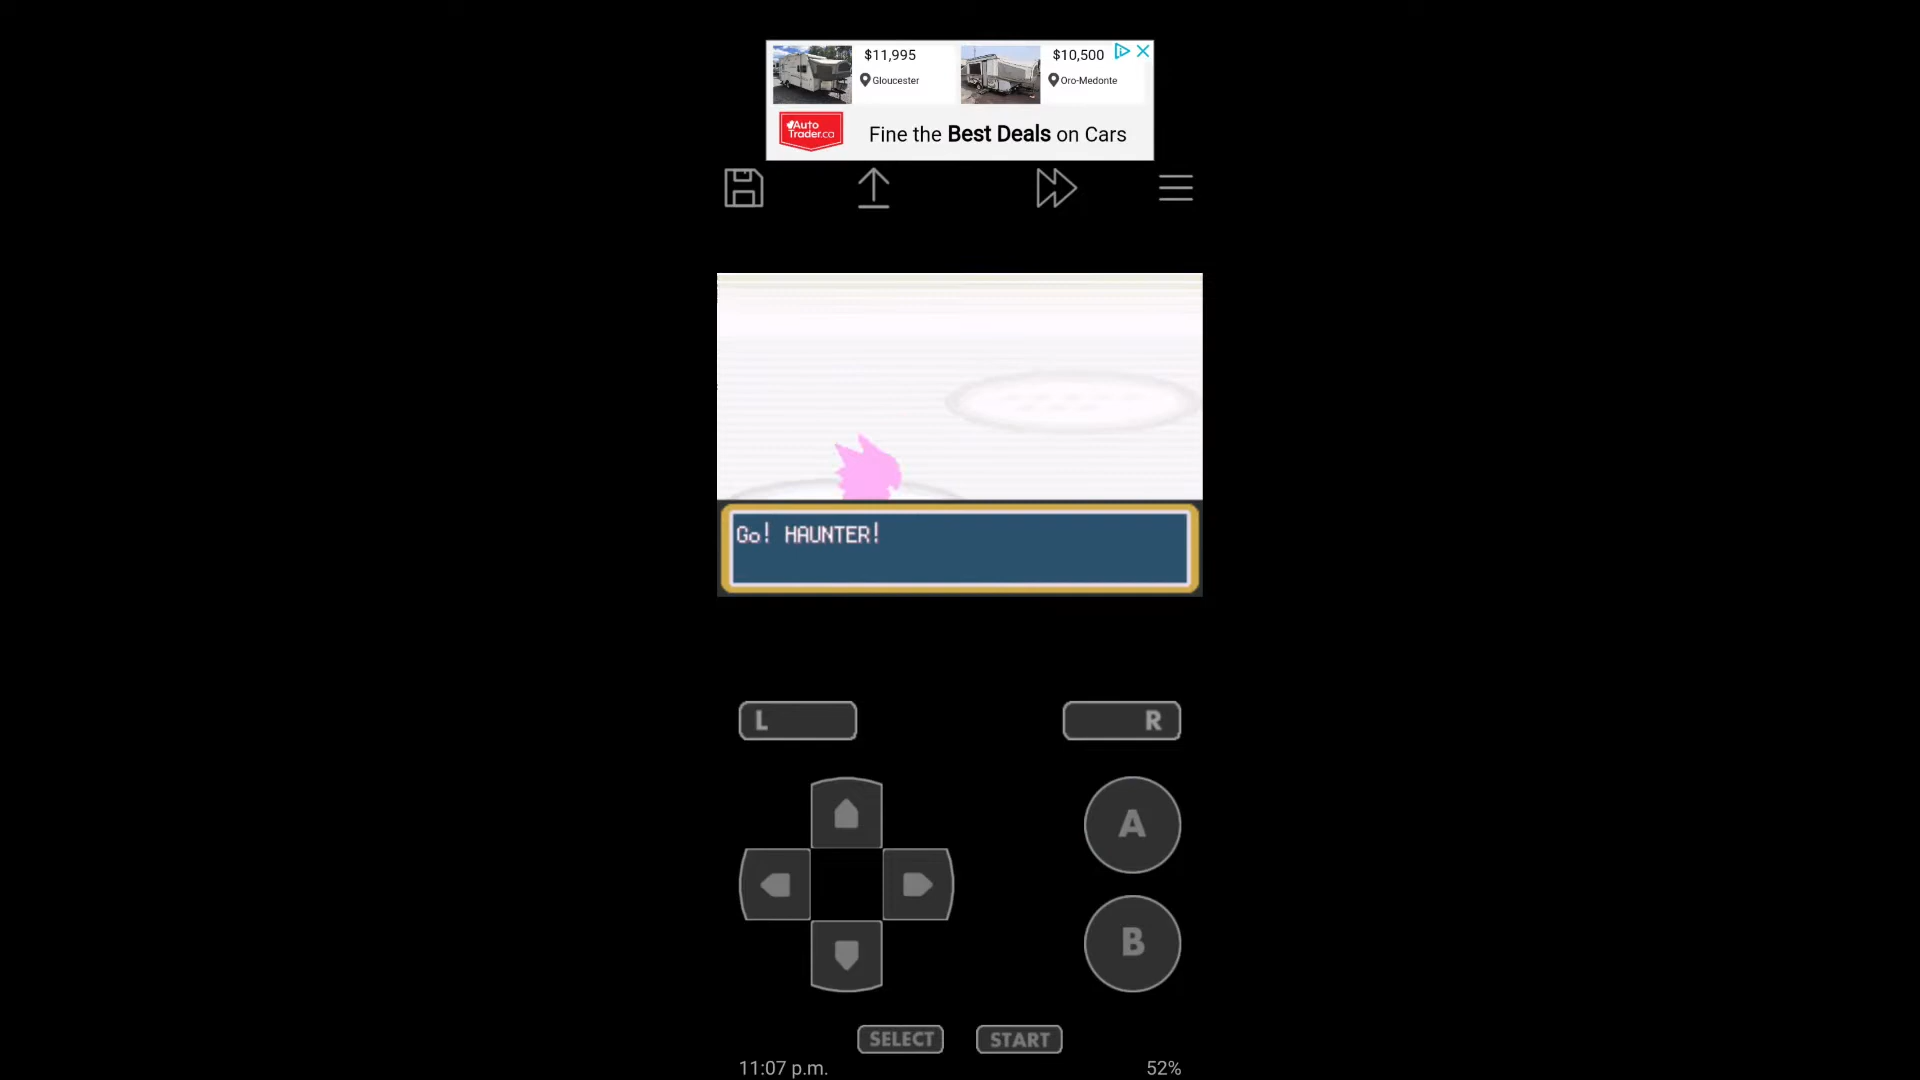 $11,995
Gloucester
$10,500
Oro-Medonte
Auto
Trader.ca
Fine the Best Deals on Cars
Go! HAUNTER!
L
R
A
B
SELECT
START
11:07 p.m.
52%